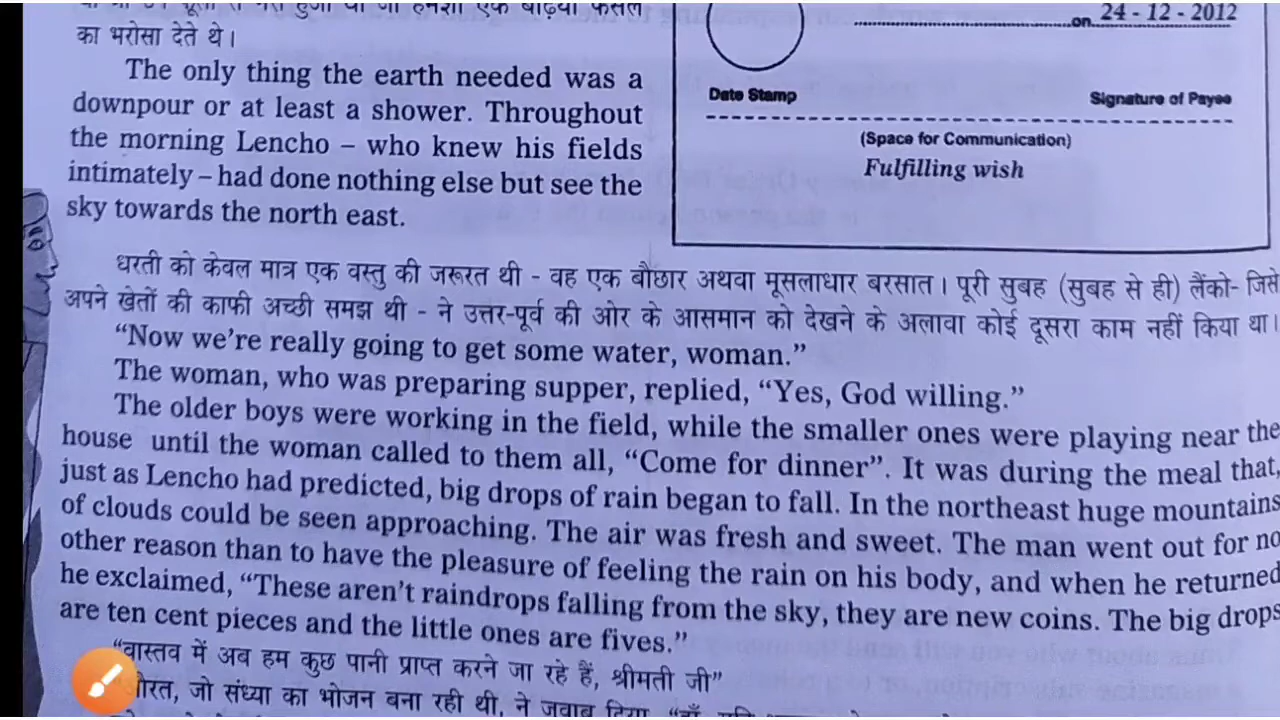 का भरोसा देते थे।
The only thing the earth needed was a
downpour or at least a shower. Throughout
the morning Lencho – who knew his fields
intimately – had done nothing else but see the
sky towards the north east.
on 24 - 12 - 2012
Date Stamp
Signature of Payee
(Space for Communication)
Fulfilling wish
धरती को केवल मात्र एक वस्तु की जरूरत थी - वह एक बौछार अथवा मूसलाधार बरसात। पूरी सुबह (सुबह से ही) लैंको- जिसे
अपने खेतों की काफी अच्छी समझ थी - ने उत्तर-पूर्व की ओर के आसमान को देखने के अलावा कोई दूसरा काम नहीं किया था।
“Now we’re really going to get some water, woman.”
The woman, who was preparing supper, replied, “Yes, God willing.”
The older boys were working in the field, while the smaller ones were playing near the
house until the woman called to them all, “Come for dinner”. It was during the meal that,
just as Lencho had predicted, big drops of rain began to fall. In the northeast huge mountains
of clouds could be seen approaching. The air was fresh and sweet. The man went out for no
other reason than to have the pleasure of feeling the rain on his body, and when he returned
he exclaimed, “These aren’t raindrops falling from the sky, they are new coins. The big drops
are ten cent pieces and the little ones are fives.”
“वास्तव में अब हम कुछ पानी प्राप्त करने जा रहे हैं, श्रीमती जी”
औरत, जो संध्या का भोजन बना रही थी, ने जवाब दिया, “हाँ,